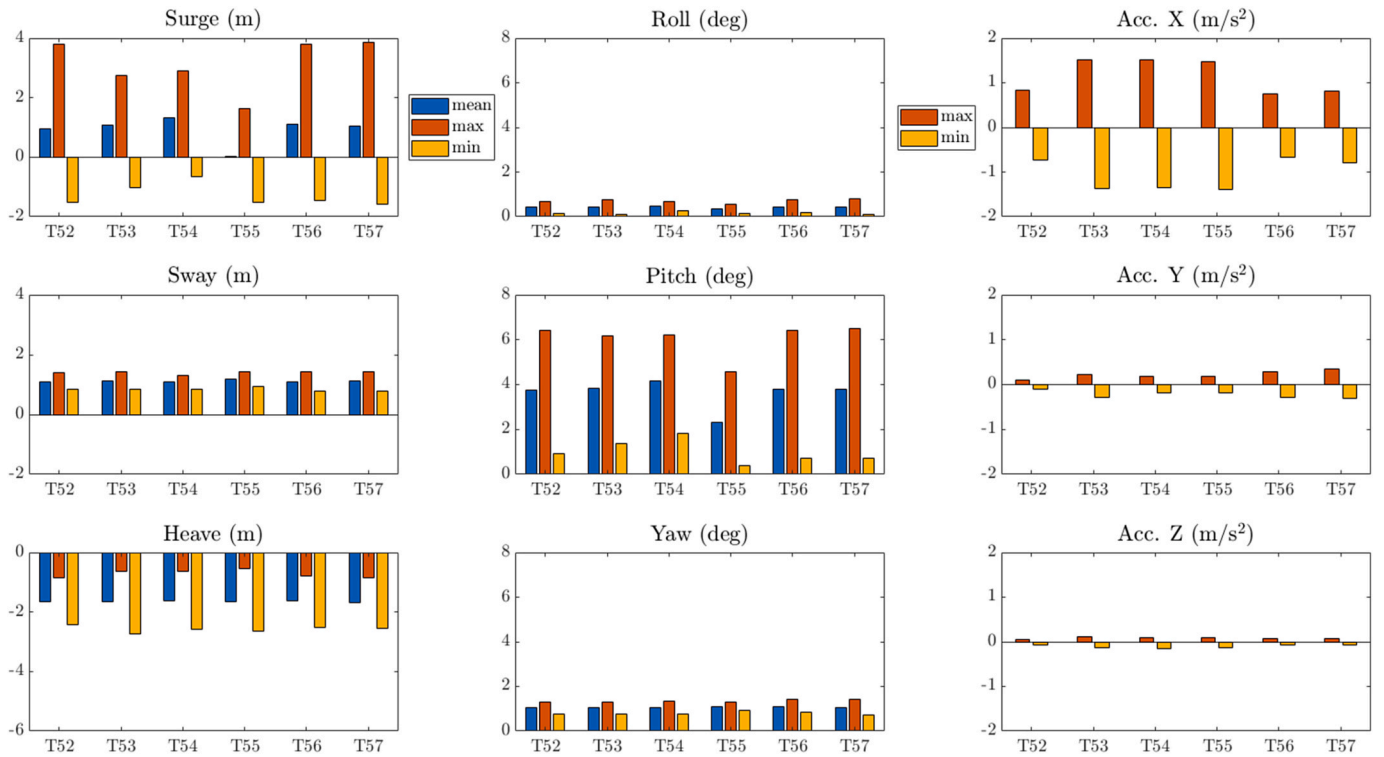 Surge (m)
4
2
0
-2
T52 T53 T54 T55 T56 T57
mean
max
min
Roll (deg)
8
6
4
2
0
T52 T53 T54 T55 T56 T57
max
min
Acc. X (m/s²)
2
1
0
-1
-2
T52 T53 T54 T55 T56 T57
Sway (m)
4
2
0
-2
T52 T53 T54 T55 T56 T57
Pitch (deg)
8
6
4
2
0
T52 T53 T54 T55 T56 T57
Acc. Y (m/s²)
2
1
0
-1
-2
T52 T53 T54 T55 T56 T57
Heave (m)
0
-2
-4
-6
T52 T53 T54 T55 T56 T57
Yaw (deg)
8
6
4
2
0
T52 T53 T54 T55 T56 T57
Acc. Z (m/s²)
2
1
0
-1
-2
T52 T53 T54 T55 T56 T57